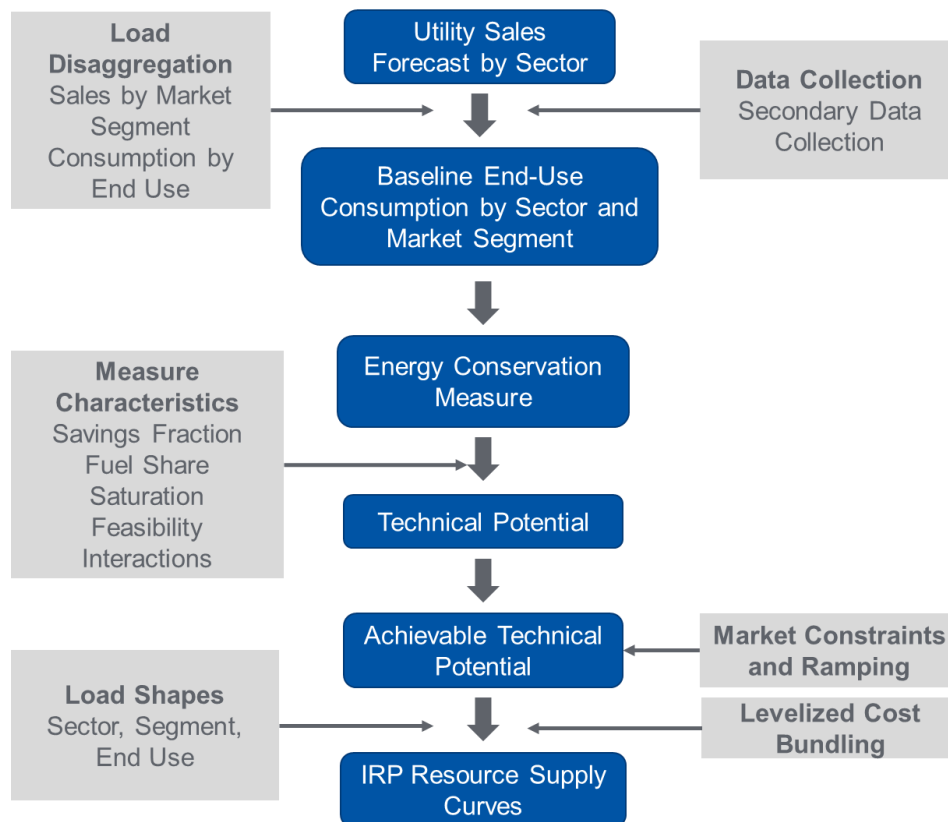 Load
Disaggregation
Sales by Market
Segment
Consumption by
End Use
Utility Sales
Forecast by Sector
Data Collection
Secondary Data
Collection
Baseline End-Use
Consumption by Sector and
Market Segment
Energy Conservation
Measure
Measure
Characteristics
Savings Fraction
Fuel Share
Saturation
Feasibility
Interactions
Technical Potential
Achievable Technical
Potential
Market Constraints
and Ramping
Load Shapes
Sector, Segment,
End Use
Levelized Cost
Bundling
IRP Resource Supply
Curves